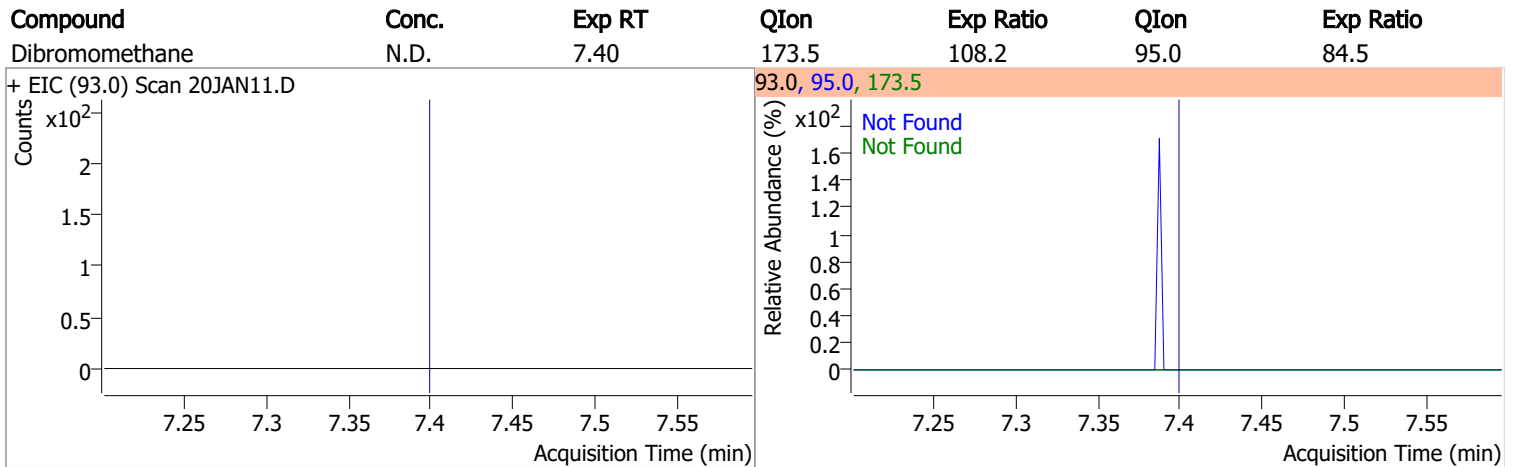 Compound Conc. Exp RT QIon Exp Ratio QIon Exp Ratio
Dibromomethane N.D. 7.40 173.5 108.2 95.0 84.5
+ EIC (93.0) Scan 20JAN11.D
Counts
x10²
2
1.5
1
0.5
0
7.25 7.3 7.35 7.4 7.45 7.5 7.55
Acquisition Time (min)
93.0, 95.0, 173.5
Relative Abundance (%)
x10²
Not Found
Not Found
1.6
1.4
1.2
1
0.8
0.6
0.4
0.2
0
7.25 7.3 7.35 7.4 7.45 7.5 7.55
Acquisition Time (min)